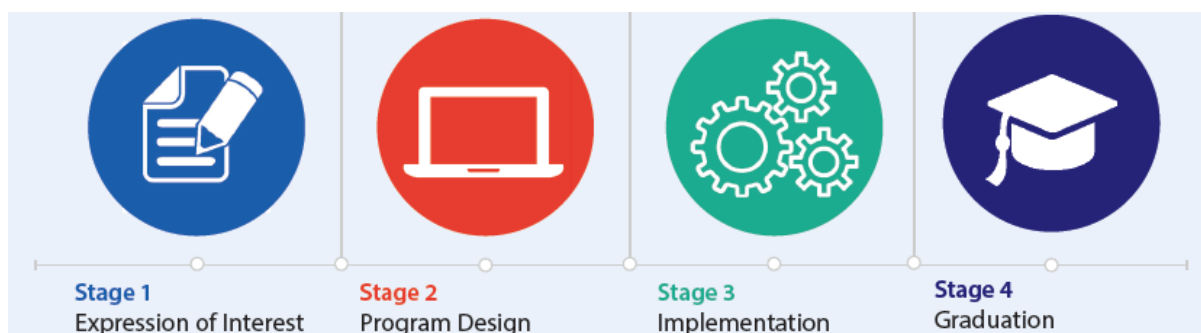 Stage 1
Expression of Interest
Stage 2
Program Design
Stage 3
Implementation
Stage 4
Graduation